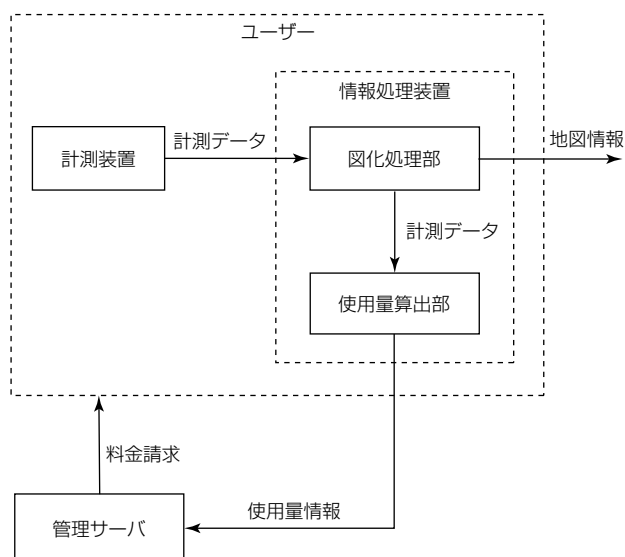 ユーザー
情報処理装置
計測装置
計測データ
図化処理部
地図情報
計測データ
使用量算出部
料金請求
管理サーバ
使用量情報